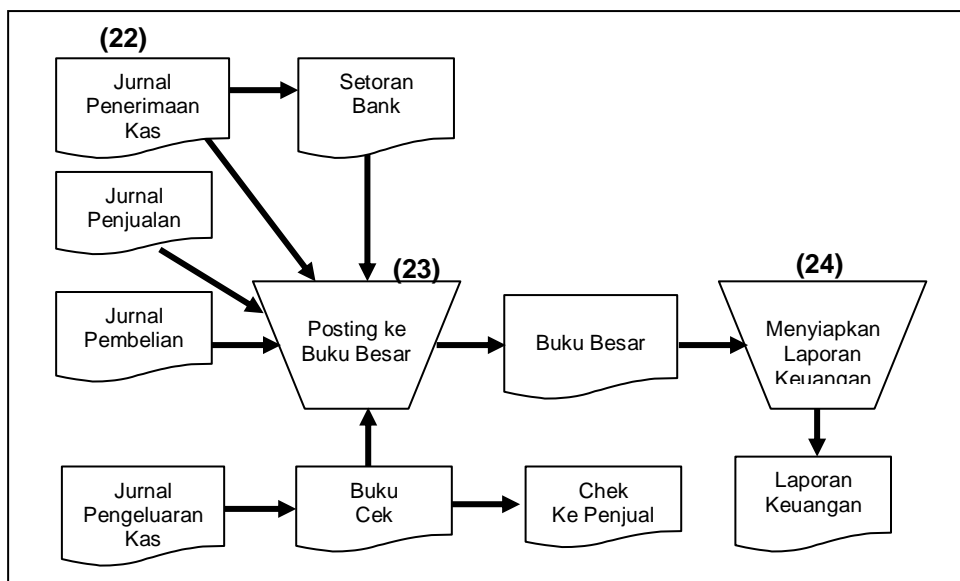 (22)
Jurnal
Penerimaan
Kas
Setoran
Bank
Jurnal
Penjualan
(23)
(24)
Jurnal
Pembelian
Posting ke
Buku Besar
Buku Besar
Menyiapkan
Laporan
Keuangan
Jurnal
Pengeluaran
Kas
Buku
Cek
Chek
Ke Penjual
Laporan
Keuangan